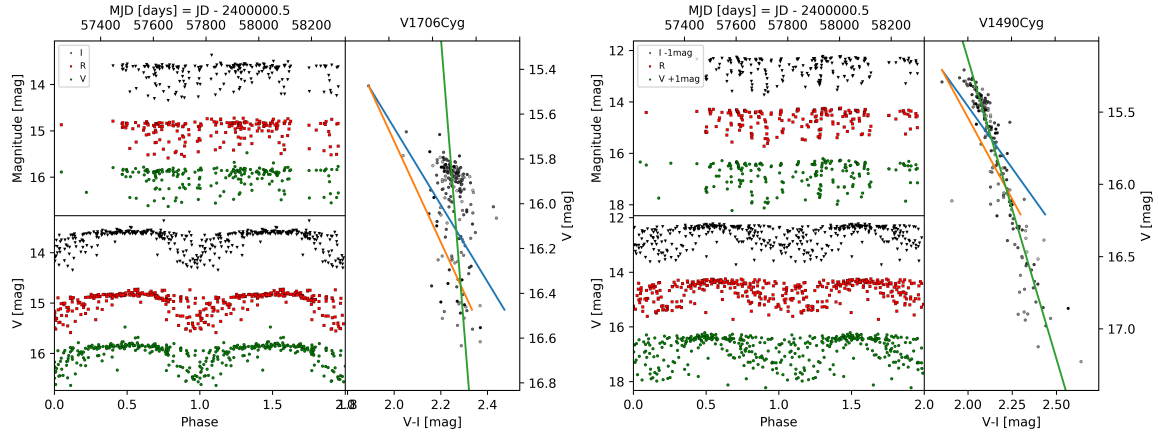 MJD [days] = JD - 2400000.5
57400 57600 57800 58000 58200
V1706Cyg
I
R
V
Magnitude [mag]
14
15
16
15.4
15.6
15.8
16.0
16.2
16.4
16.6
16.8
V [mag]
V [mag]
14
15
16
0.0 0.5 1.0 1.5 2.0
1.8 2.0 2.2 2.4
Phase
V-I [mag]
MJD [days] = JD - 2400000.5
57400 57600 57800 58000 58200
V1490Cyg
I -1mag
R
V +1mag
Magnitude [mag]
12
14
16
18
15.5
16.0
16.5
17.0
V [mag]
V [mag]
12
14
16
18
0.0 0.5 1.0 1.5 2.0
2.00 2.25 2.50
Phase
V-I [mag]